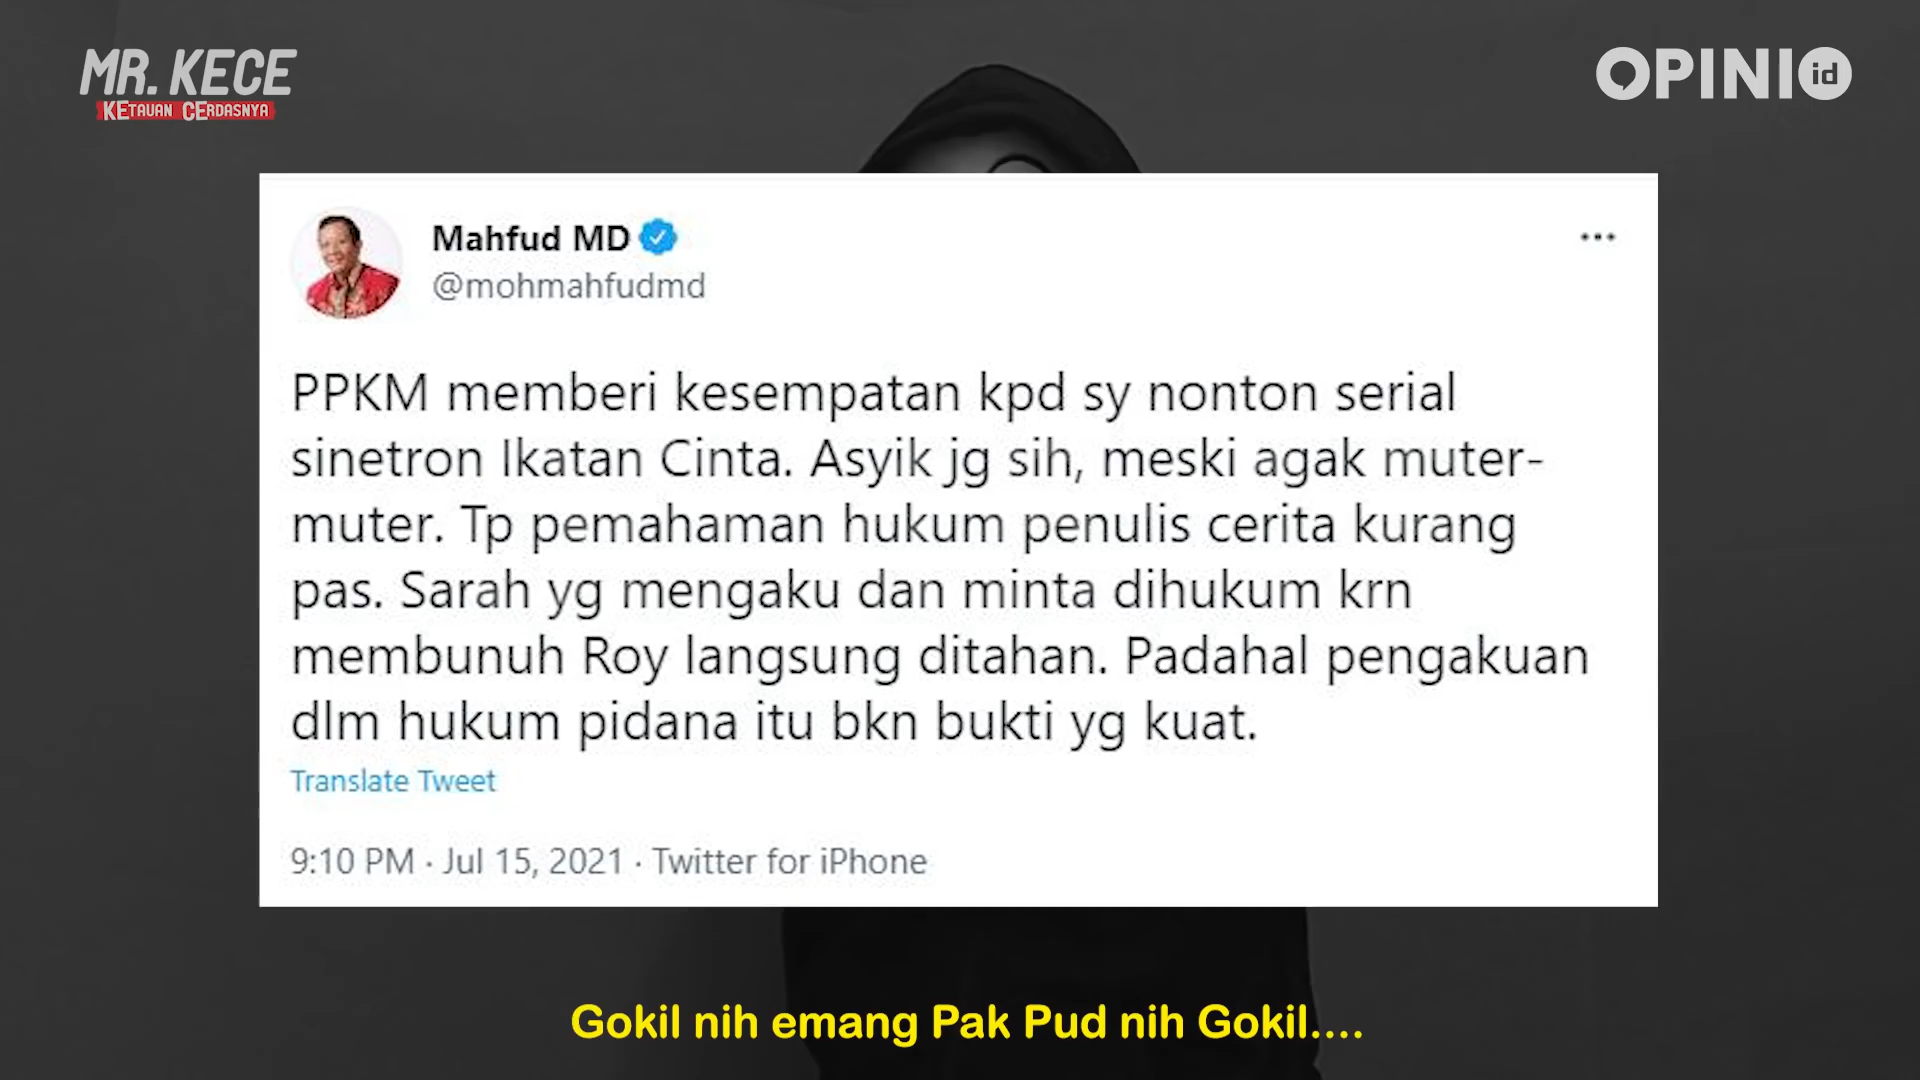 MR. KECE
KETAUAN CERDASNYA
OPINIO id
Mahfud MD
@mohmahfudmd
PPKM memberi kesempatan kpd sy nonton serial
sinetron Ikatan Cinta. Asyik jg sih, meski agak muter-
muter. Tp pemahaman hukum penulis cerita kurang
pas. Sarah yg mengaku dan minta dihukum krn
membunuh Roy langsung ditahan. Padahal pengakuan
dlm hukum pidana itu bkn bukti yg kuat.
Translate Tweet
9:10 PM · Jul 15, 2021 · Twitter for iPhone
Gokil nih emang Pak Pud nih Gokil....